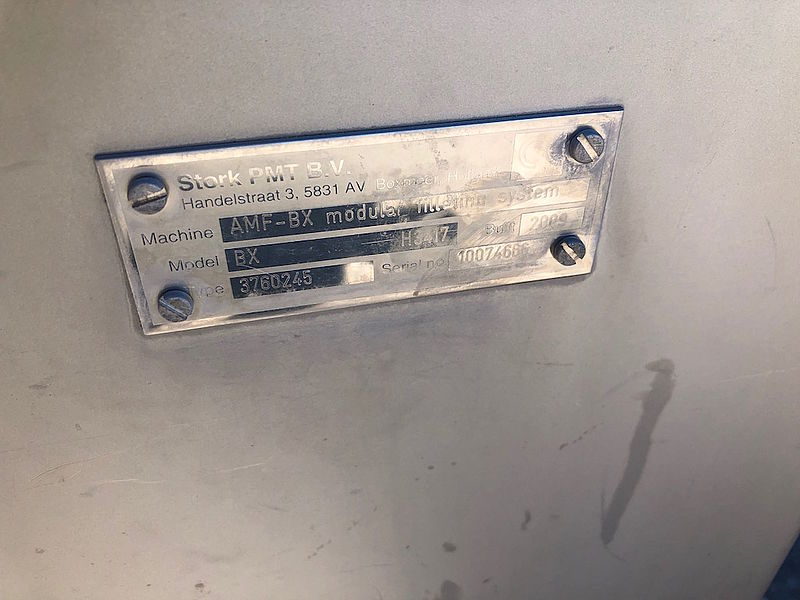 Stork PMT B.V.
Handelstraat 3, 5831 AV Boxmeer, Holland
Machine AMF-BX modular filleting system
Model BX Built 2009
Type 3760245 Serial no